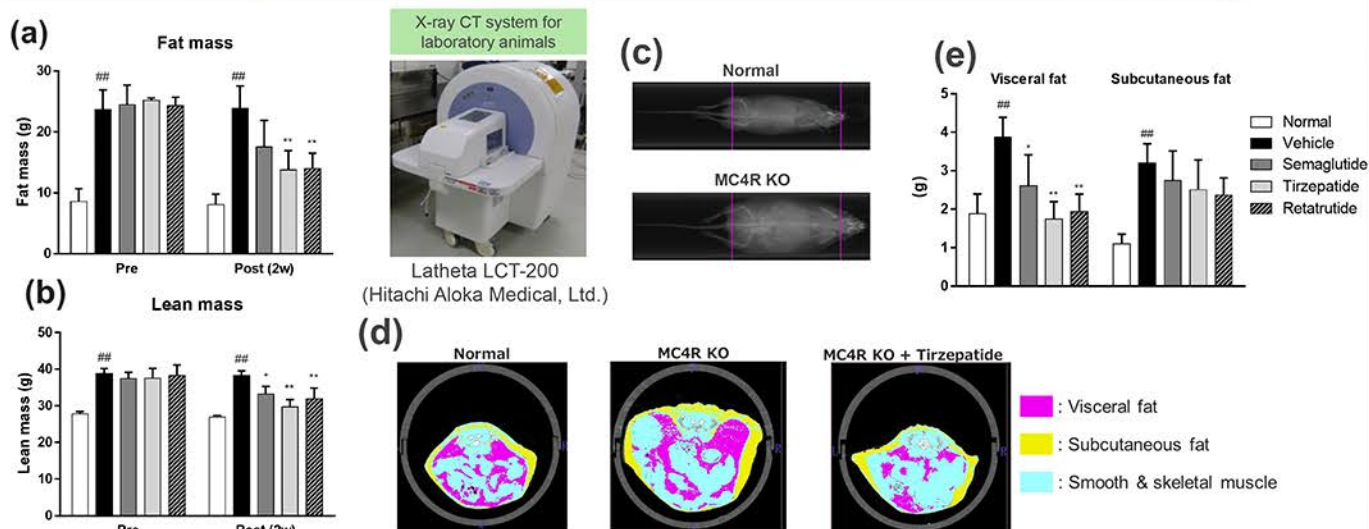 (a)
Fat mass
Fat mass (g)
30
20
10
0
##
##
**
**
Pre
Post (2w)
X-ray CT system for
laboratory animals
Latheta LCT-200
(Hitachi Aloka Medical, Ltd.)
(c)
Normal
MC4R KO
(e)
Visceral fat
Subcutaneous fat
(g)
5
4
3
2
1
0
##
*
**
**
##
Normal
Vehicle
Semaglutide
Tirzepatide
Retatrutide
(b)
Lean mass
Lean mass (g)
50
40
30
20
10
0
##
##
*
**
**
Pre
Post (2w)
(d)
Normal
MC4R KO
MC4R KO + Tirzepatide
: Visceral fat
: Subcutaneous fat
: Smooth & skeletal muscle